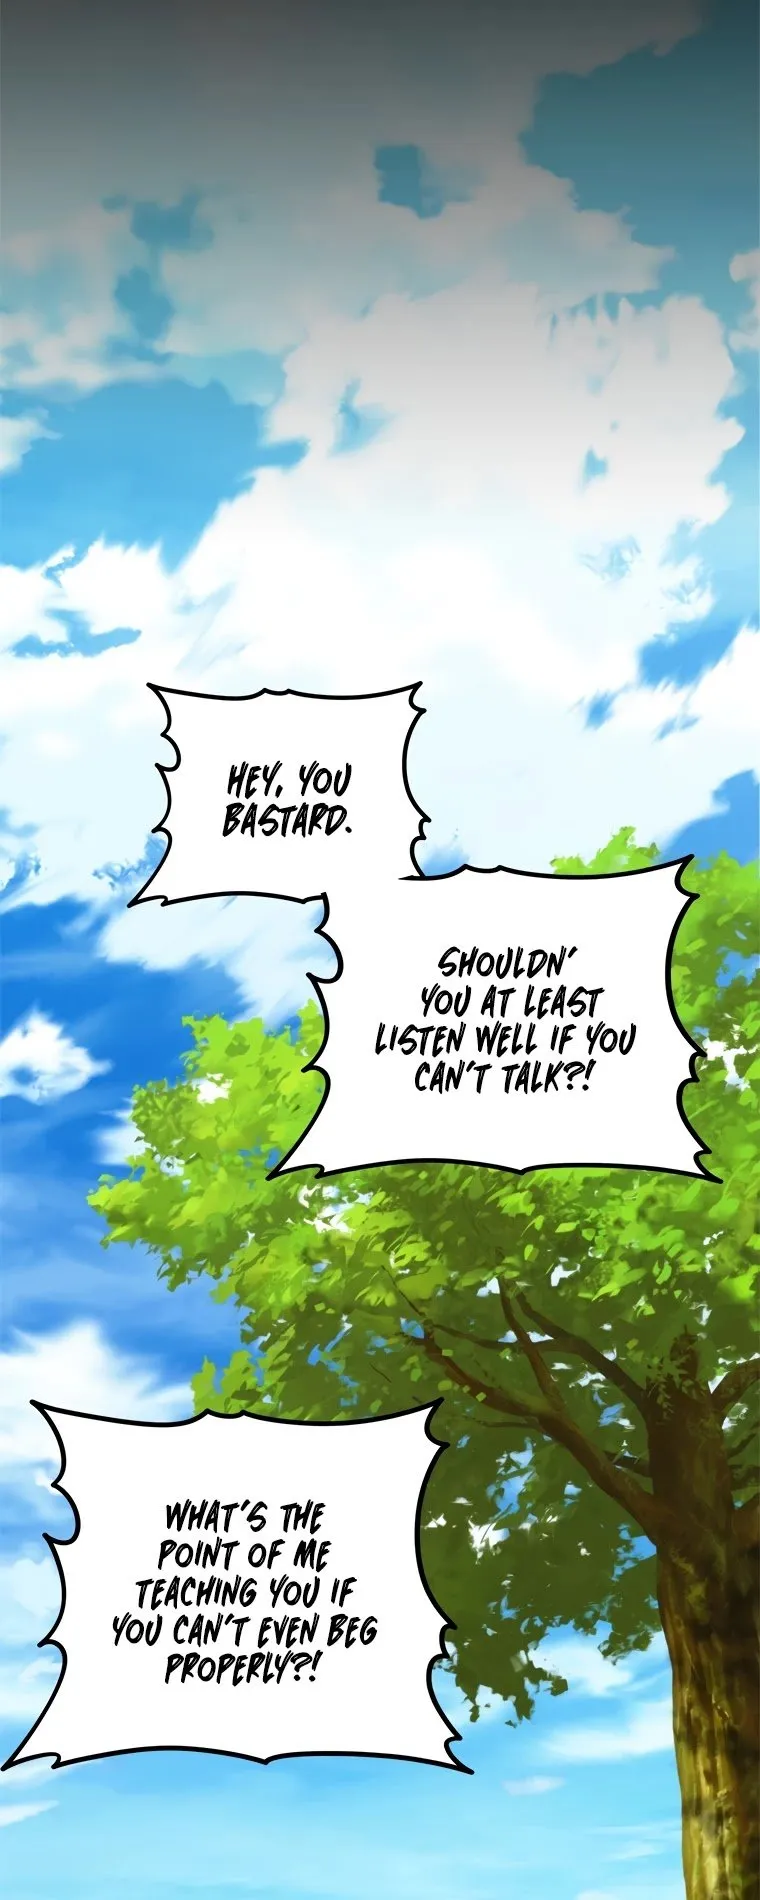 HEY, YOU
BASTARD.
SHOULDN'
YOU AT LEAST
LISTEN WELL IF YOU
CAN'T TALK?!
WHAT'S THE
POINT OF ME
TEACHING YOU IF
YOU CAN'T EVEN BEG
PROPERLY?!